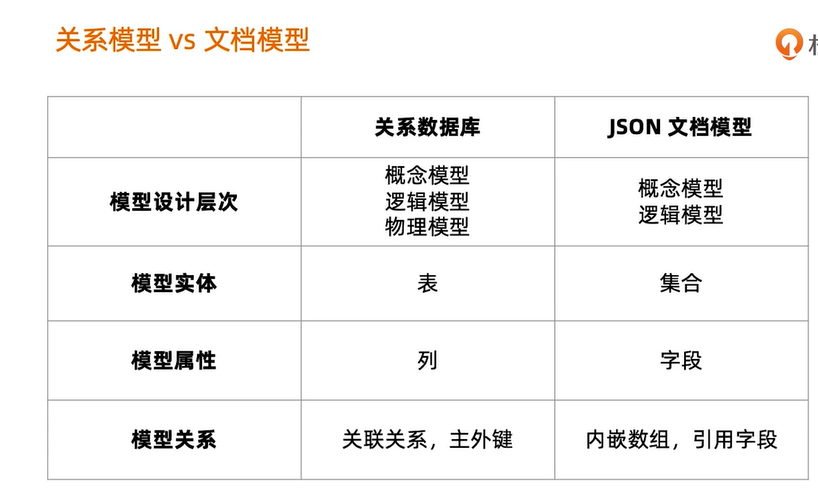 关系模型 vs 文档模型
关系数据库
JSON 文档模型
模型设计层次
概念模型
逻辑模型
物理模型
概念模型
逻辑模型
模型实体
表
集合
模型属性
列
字段
模型关系
关联关系，主外键
内嵌数组，引用字段